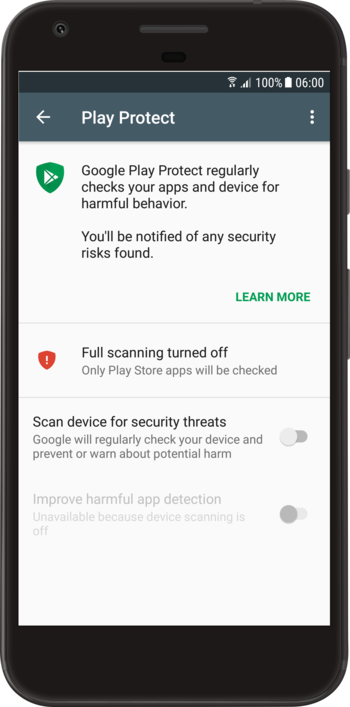 100% 06:00
Play Protect
Google Play Protect regularly
checks your apps and device for
harmful behavior.
You'll be notified of any security
risks found.
LEARN MORE
Full scanning turned off
Only Play Store apps will be checked
Scan device for security threats
Google will regularly check your device and
prevent or warn about potential harm
Improve harmful app detection
Unavailable because device scanning is
off